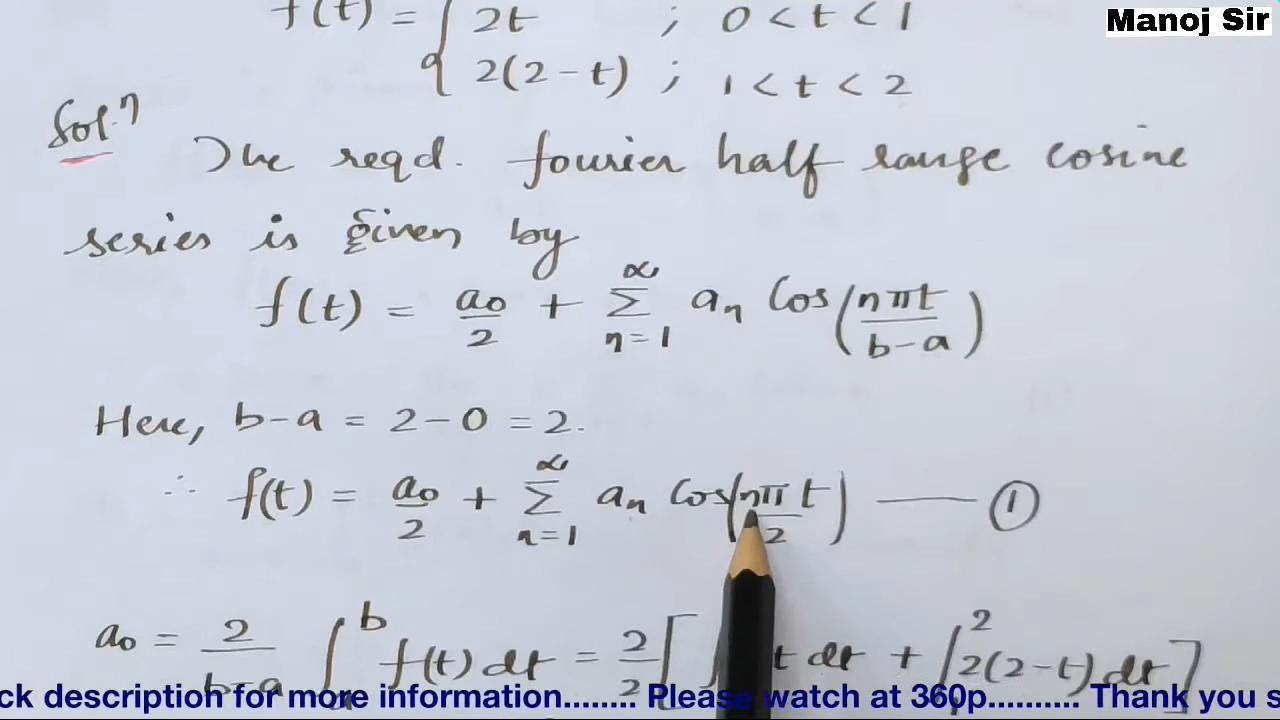 Manoj Sir
f(t) = { 2t ; 0 < t < 1
2(2-t) ; 1 < t < 2
Sol.n
The reqd. fourier half range cosine
series is given by
f(t) = a0/2 + ∑ n=1 ∞ an Cos(nπt/b-a)
Here, b-a = 2-0 = 2.
∴ f(t) = a0/2 + ∑ n=1 ∞ an Cos(nπt/2) —— ①
a0 = 2/b-a ∫ b f(t) dt = 2/2 [ ∫ t dt + ∫ 2 2(2-t) dt ]
description for more information........ Please watch at 360p.......... Thank you